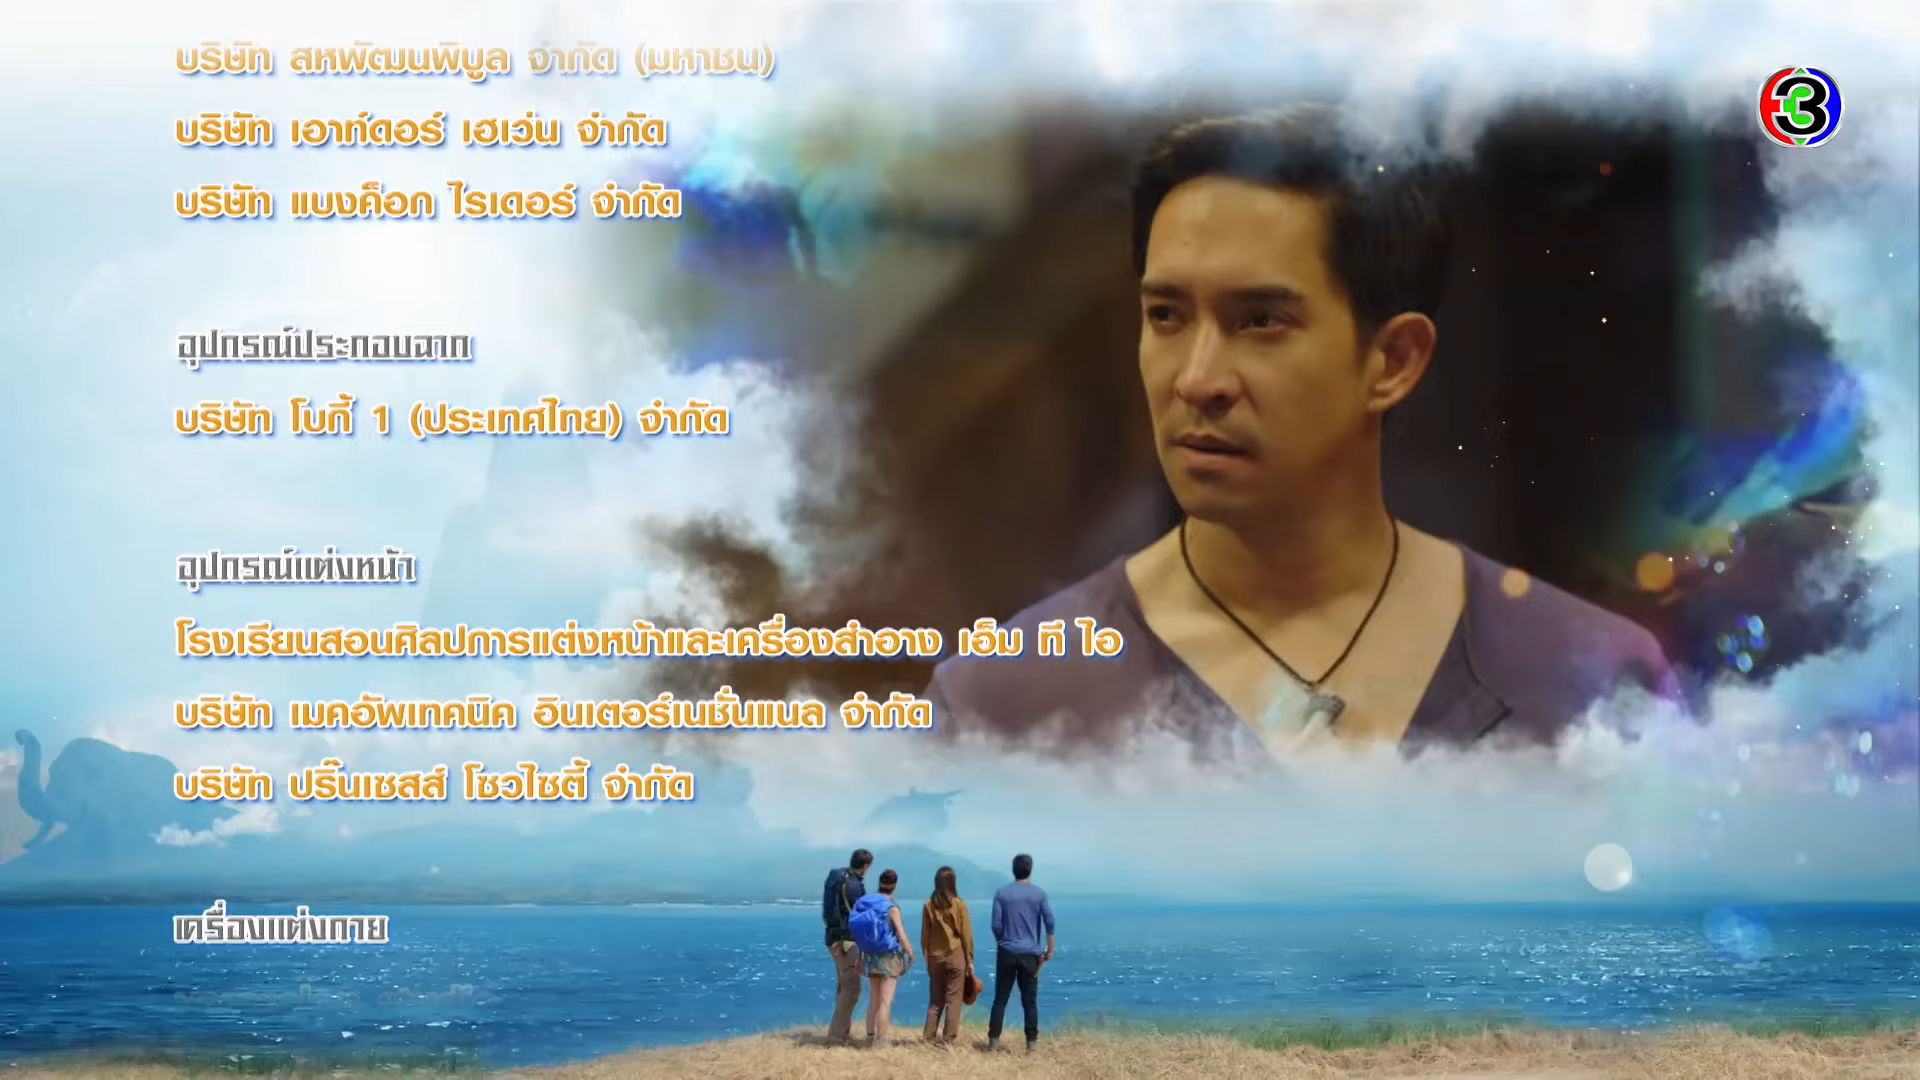 บริษัท สหพัฒนพิบูล จำกัด (มหาชน)
3
บริษัท เอาท์ดอร์ เฮเว่น จำกัด
บริษัท แบงค็อก ไรเดอร์ จำกัด
อุปกรณ์ประกอบฉาก
บริษัท โบกี้ 1 (ประเทศไทย) จำกัด
อุปกรณ์แต่งหน้า
โรงเรียนสอนศิลปการแต่งหน้าและเครื่องสำอาง เอ็ม ที ไอ
บริษัท เมคอัพเทคนิค อินเตอร์เนชั่นแนล จำกัด
บริษัท ปริ๊นเซสส์ โซวไซตี้ จำกัด
เครื่องแต่งกาย